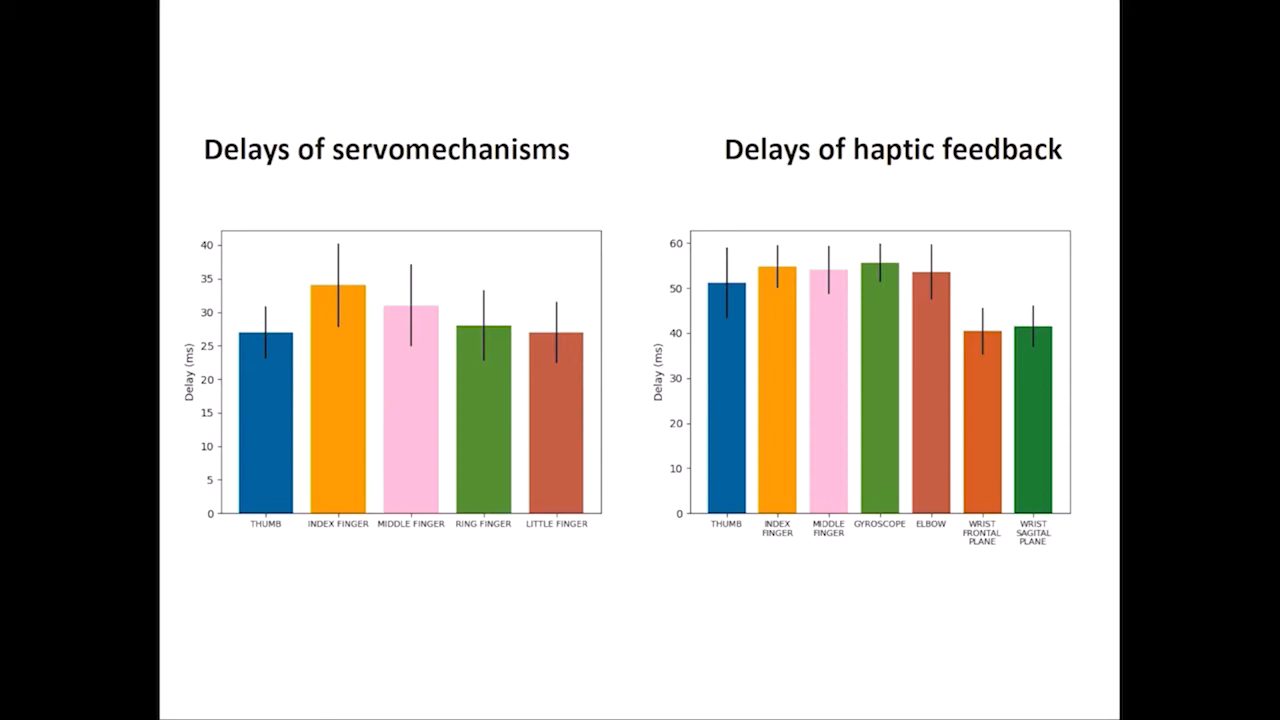 Delays of servomechanisms
Delay (ms)
40
35
30
25
20
15
10
5
0
THUMB
INDEX FINGER
MIDDLE FINGER
RING FINGER
LITTLE FINGER
Delays of haptic feedback
Delay (ms)
60
50
40
30
20
10
0
THUMB
INDEX
FINGER
MIDDLE
FINGER
GYROSCOPE
ELBOW
WRIST
FRONTAL
PLANE
WRIST
SAGITAL
PLANE